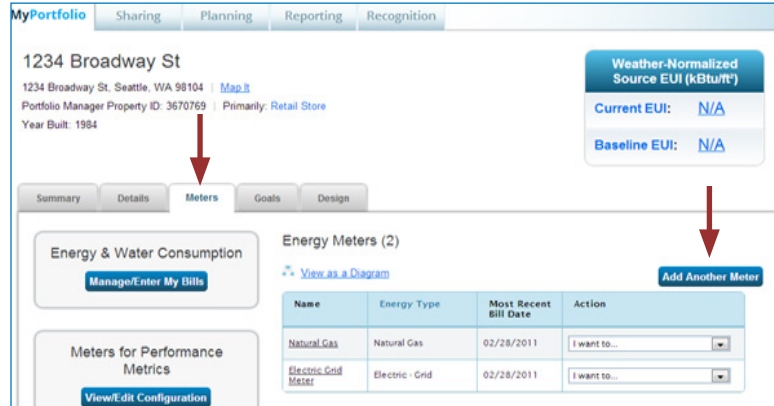 MyPortfolio Sharing Planning Reporting Recognition
1234 Broadway St
1234 Broadway St, Seattle, WA 98104 | Map It
Portfolio Manager Property ID: 3670769 | Primarily: Retail Store
Year Built: 1984
Weather-Normalized
Source EUI (kBtu/ft²)
Current EUI: N/A
Baseline EUI: N/A
Summary Details Meters Goals Design
Energy & Water Consumption
Manage/Enter My Bills
Meters for Performance
Metrics
View/Edit Configuration
Energy Meters (2)
View as a Diagram
Add Another Meter
Name Energy Type Most Recent
Bill Date Action
Natural Gas Natural Gas 02/28/2011 I want to...
Electric Grid
Meter Electric - Grid 02/28/2011 I want to...